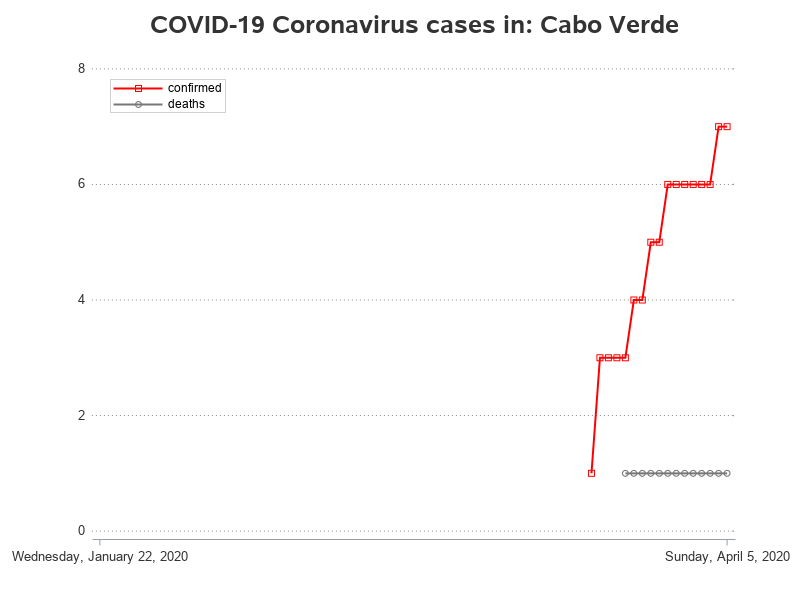 COVID-19 Coronavirus cases in: Cabo Verde
8
confirmed
deaths
6
4
2
0
Wednesday, January 22, 2020
Sunday, April 5, 2020